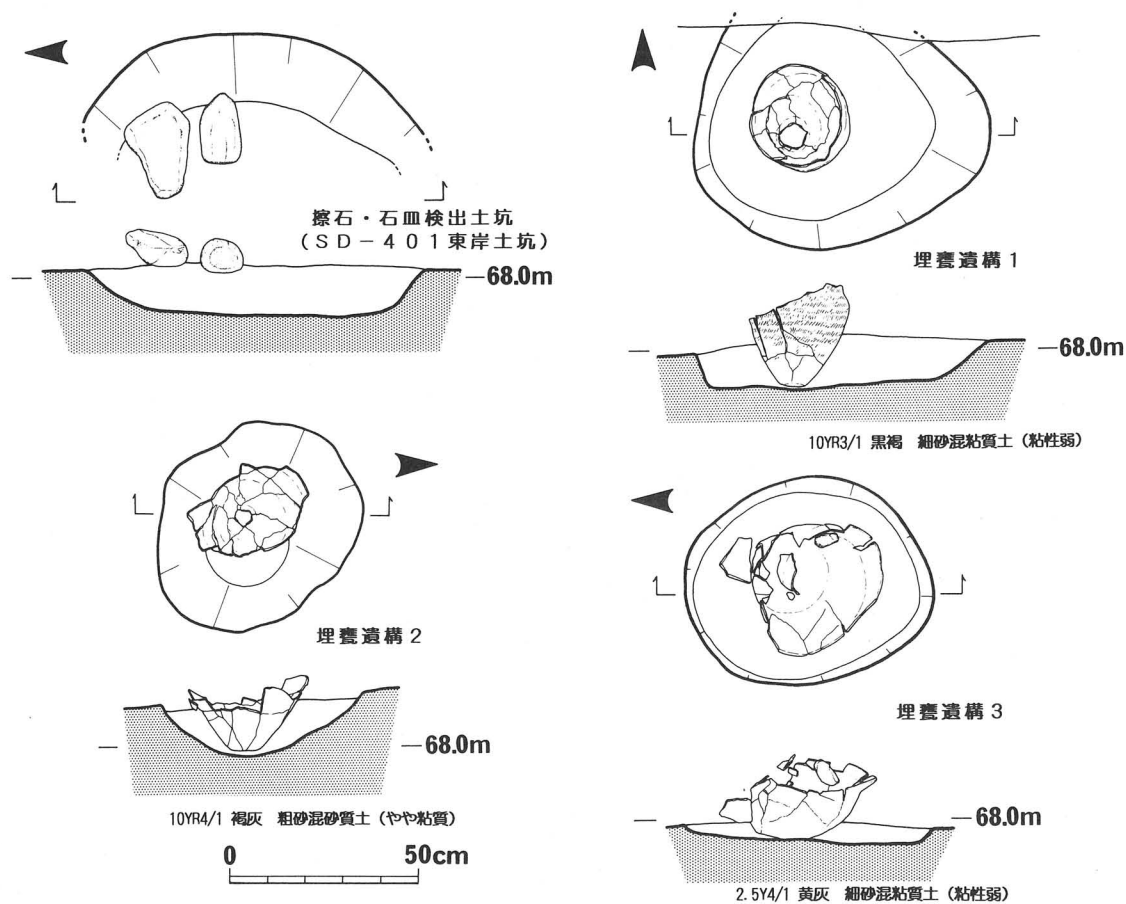 擦石・石皿検出土坑
（SD－401東岸土坑）
68.0m
埋甕遺構1
68.0m
10YR3/1 黒褐 細砂混粘質土（粘性弱）
埋甕遺構2
68.0m
10YR4/1 褐灰 粗砂混砂質土（やや粘質）
0 50cm
埋甕遺構3
68.0m
2.5Y4/1 黄灰 細砂混粘質土（粘性弱）